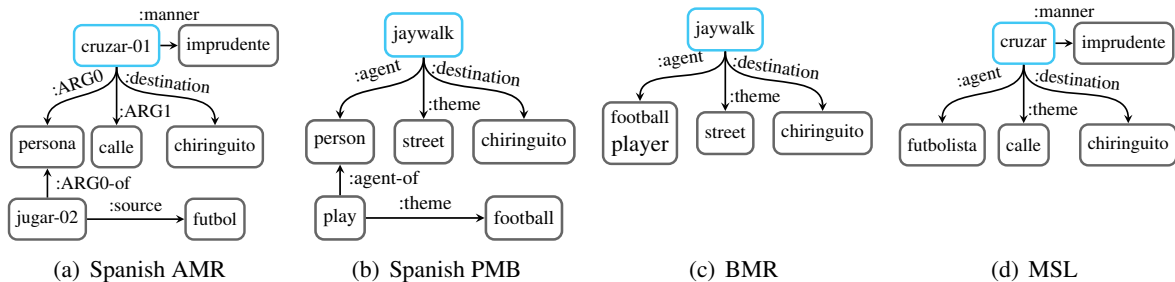 :manner
cruzar-01
imprudente
:ARG0
:destination
:ARG1
persona
calle
chiringuito
:ARG0-of
jugar-02
:source
futbol
(a) Spanish AMR
jaywalk
:agent
:destination
:theme
person
street
chiringuito
:agent-of
play
:theme
football
(b) Spanish PMB
jaywalk
:agent
:destination
:theme
football
player
street
chiringuito
(c) BMR
:manner
cruzar
imprudente
:agent
:destination
:theme
futbolista
calle
chiringuito
(d) MSL